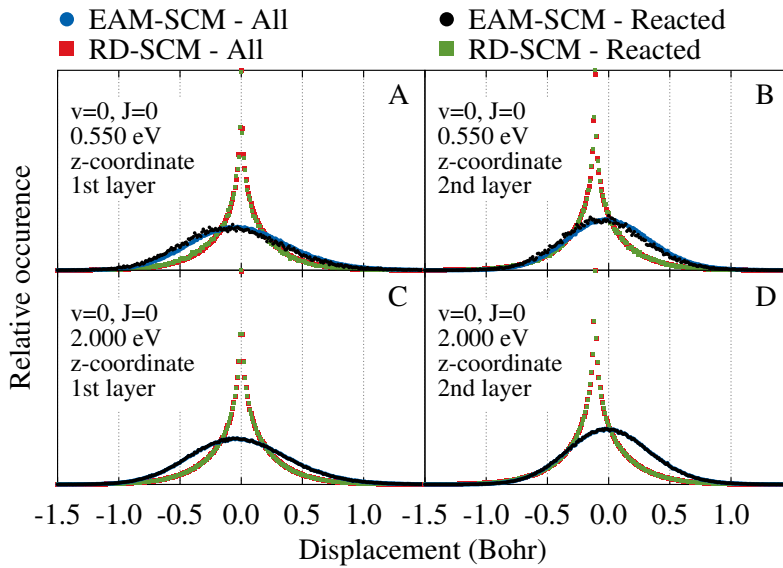 EAM-SCM - All
EAM-SCM - Reacted
RD-SCM - All
RD-SCM - Reacted
A
v=0, J=0
0.550 eV
z-coordinate
1st layer
B
v=0, J=0
0.550 eV
z-coordinate
2nd layer
C
v=0, J=0
2.000 eV
z-coordinate
1st layer
D
v=0, J=0
2.000 eV
z-coordinate
2nd layer
Relative occurence
-1.5 -1.0 -0.5 0.0 0.5 1.0 -1.5 -1.0 -0.5 0.0 0.5 1.0
Displacement (Bohr)